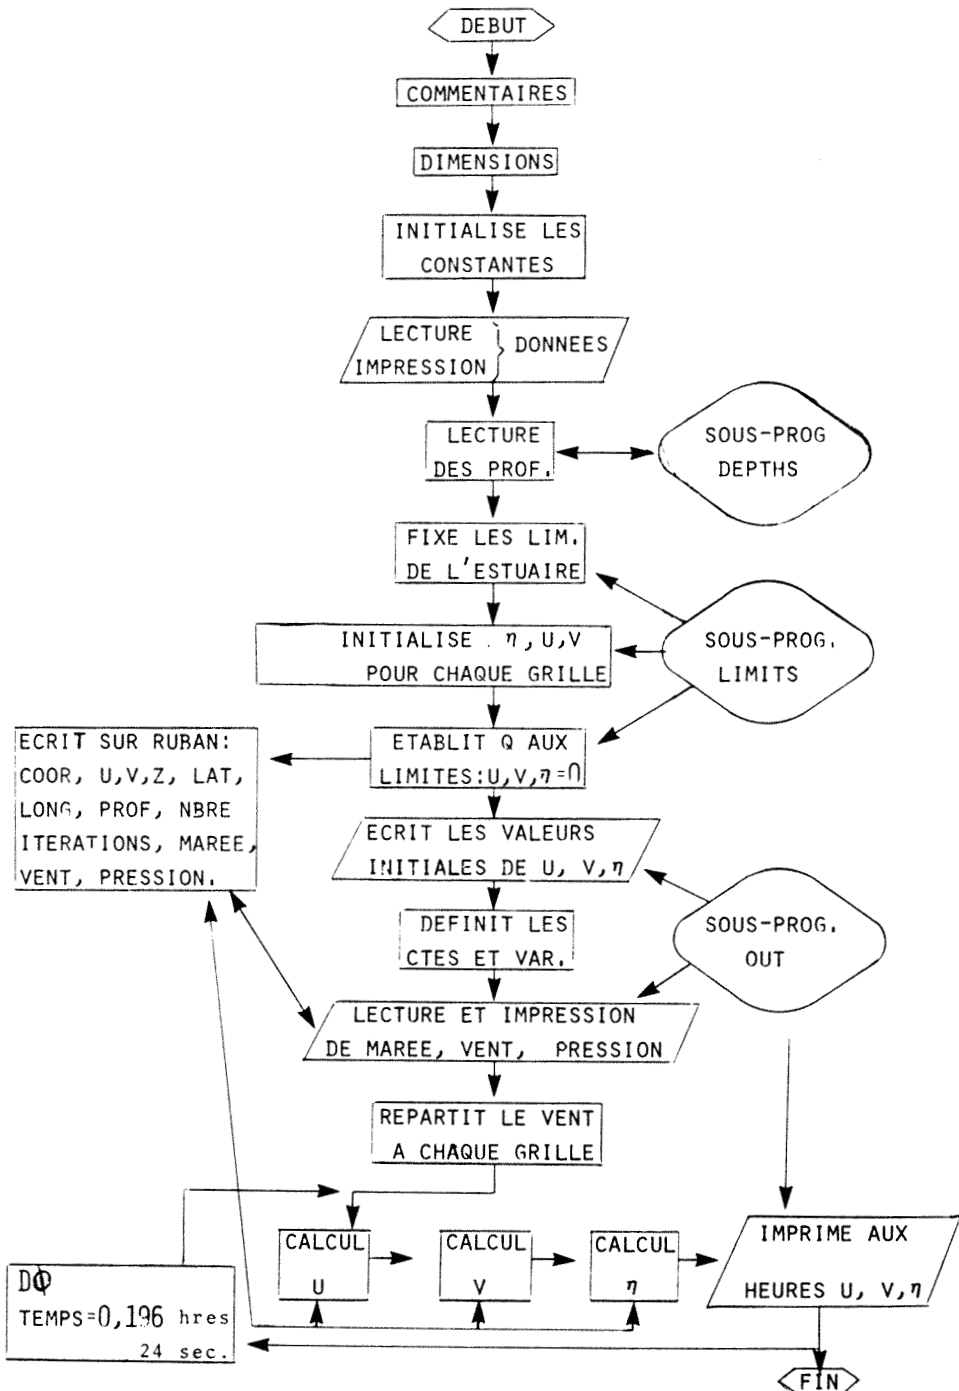 DEBUT
COMMENTAIRES
DIMENSIONS
INITIALISE LES
CONSTANTES
LECTURE
IMPRESSION
DONNEES
LECTURE
DES PROF.
SOUS-PROG
DEPTHS
FIXE LES LIM.
DE L'ESTUAIRE
INITIALISE . η, U,V
POUR CHAQUE GRILLE
SOUS-PROG.
LIMITS
ETABLIT Q AUX
LIMITES:U,V,η=0
ECRIT SUR RUBAN:
COOR, U,V,Z, LAT,
LONG, PROF, NBRE
ITERATIONS, MAREE,
VENT, PRESSION.
ECRIT LES VALEURS
INITIALES DE U, V,η
DEFINIT LES
CTES ET VAR.
SOUS-PROG.
OUT
LECTURE ET IMPRESSION
DE MAREE, VENT, PRESSION
REPARTIT LE VENT
A CHAQUE GRILLE
CALCUL
U
CALCUL
V
CALCUL
η
IMPRIME AUX
HEURES U, V,η
DO
TEMPS=0,196 hres
24 sec.
FIN